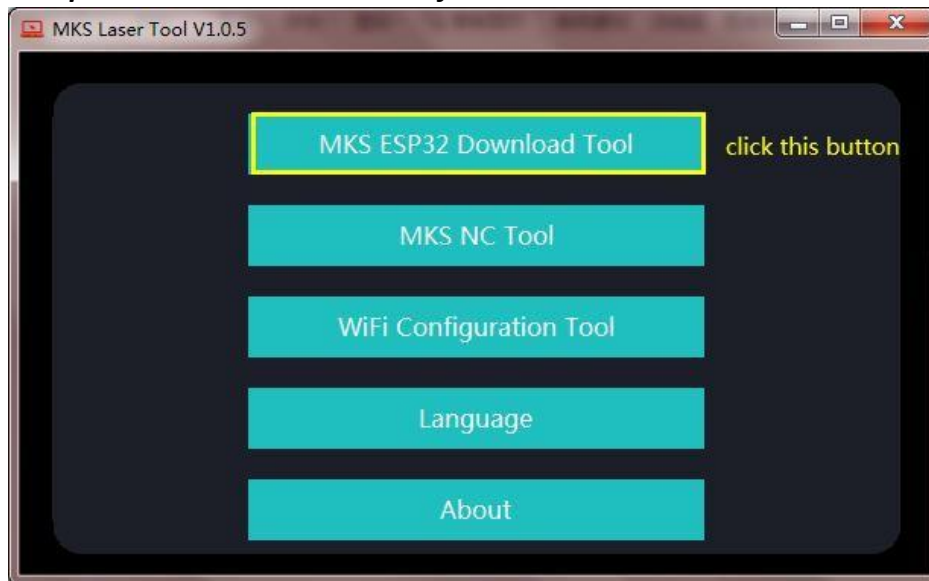 MKS Laser Tool V1.0.5
MKS ESP32 Download Tool
click this button
MKS NC Tool
WiFi Configuration Tool
Language
About